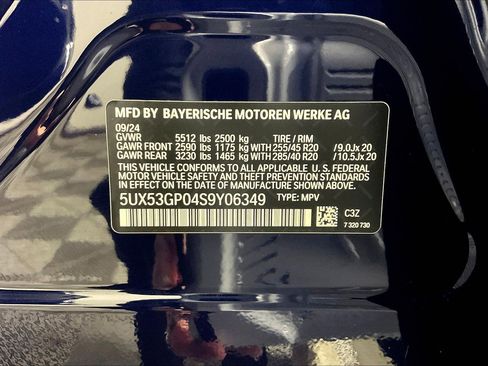 MFD BY BAYERISCHE MOTOREN WERKE AG
09/24
GVWR 5512 lbs 2500 kg TIRE / RIM
GAWR FRONT 2590 lbs 1175 kg WITH 255/45 R20 /9.0Jx 20
GAWR REAR 3230 lbs 1465 kg WITH 285/40 R20 /10.5Jx 20
THIS VEHICLE CONFORMS TO ALL APPLICABLE U.S. FEDERAL
MOTOR VEHICLE SAFETY STANDARDS IN EFFECT ON THE DATE OF
MANUFACTURE SHOWN ABOVE.
5UX53GP04S9Y06349 TYPE: MPV
C3Z
7 320 730